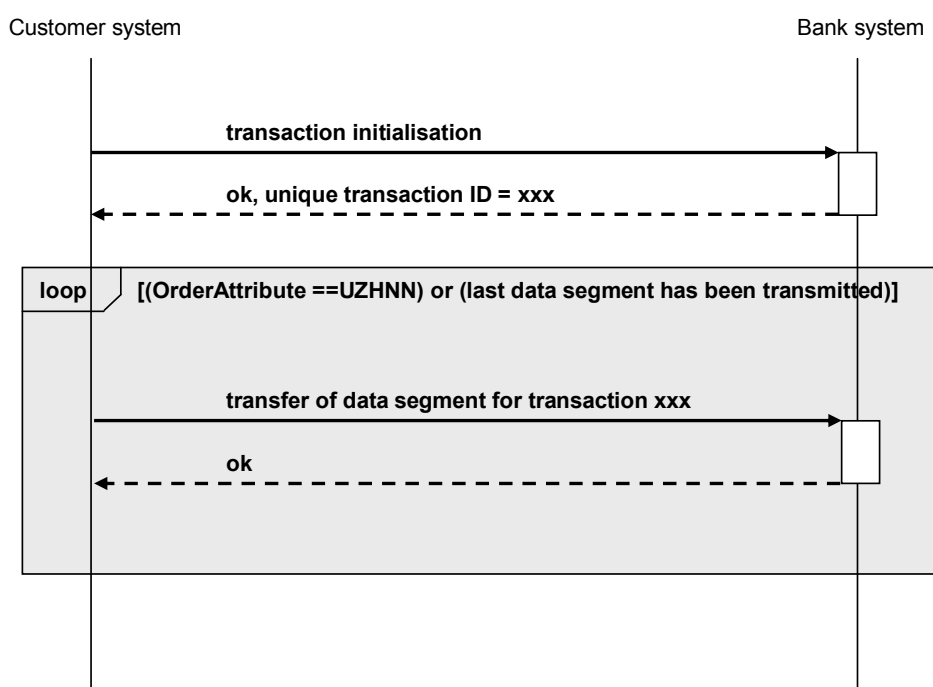 Customer system
Bank system
transaction initialisation
ok, unique transaction ID = xxx
loop
[(OrderAttribute ==UZHNN) or (last data segment has been transmitted)]
transfer of data segment for transaction xxx
ok